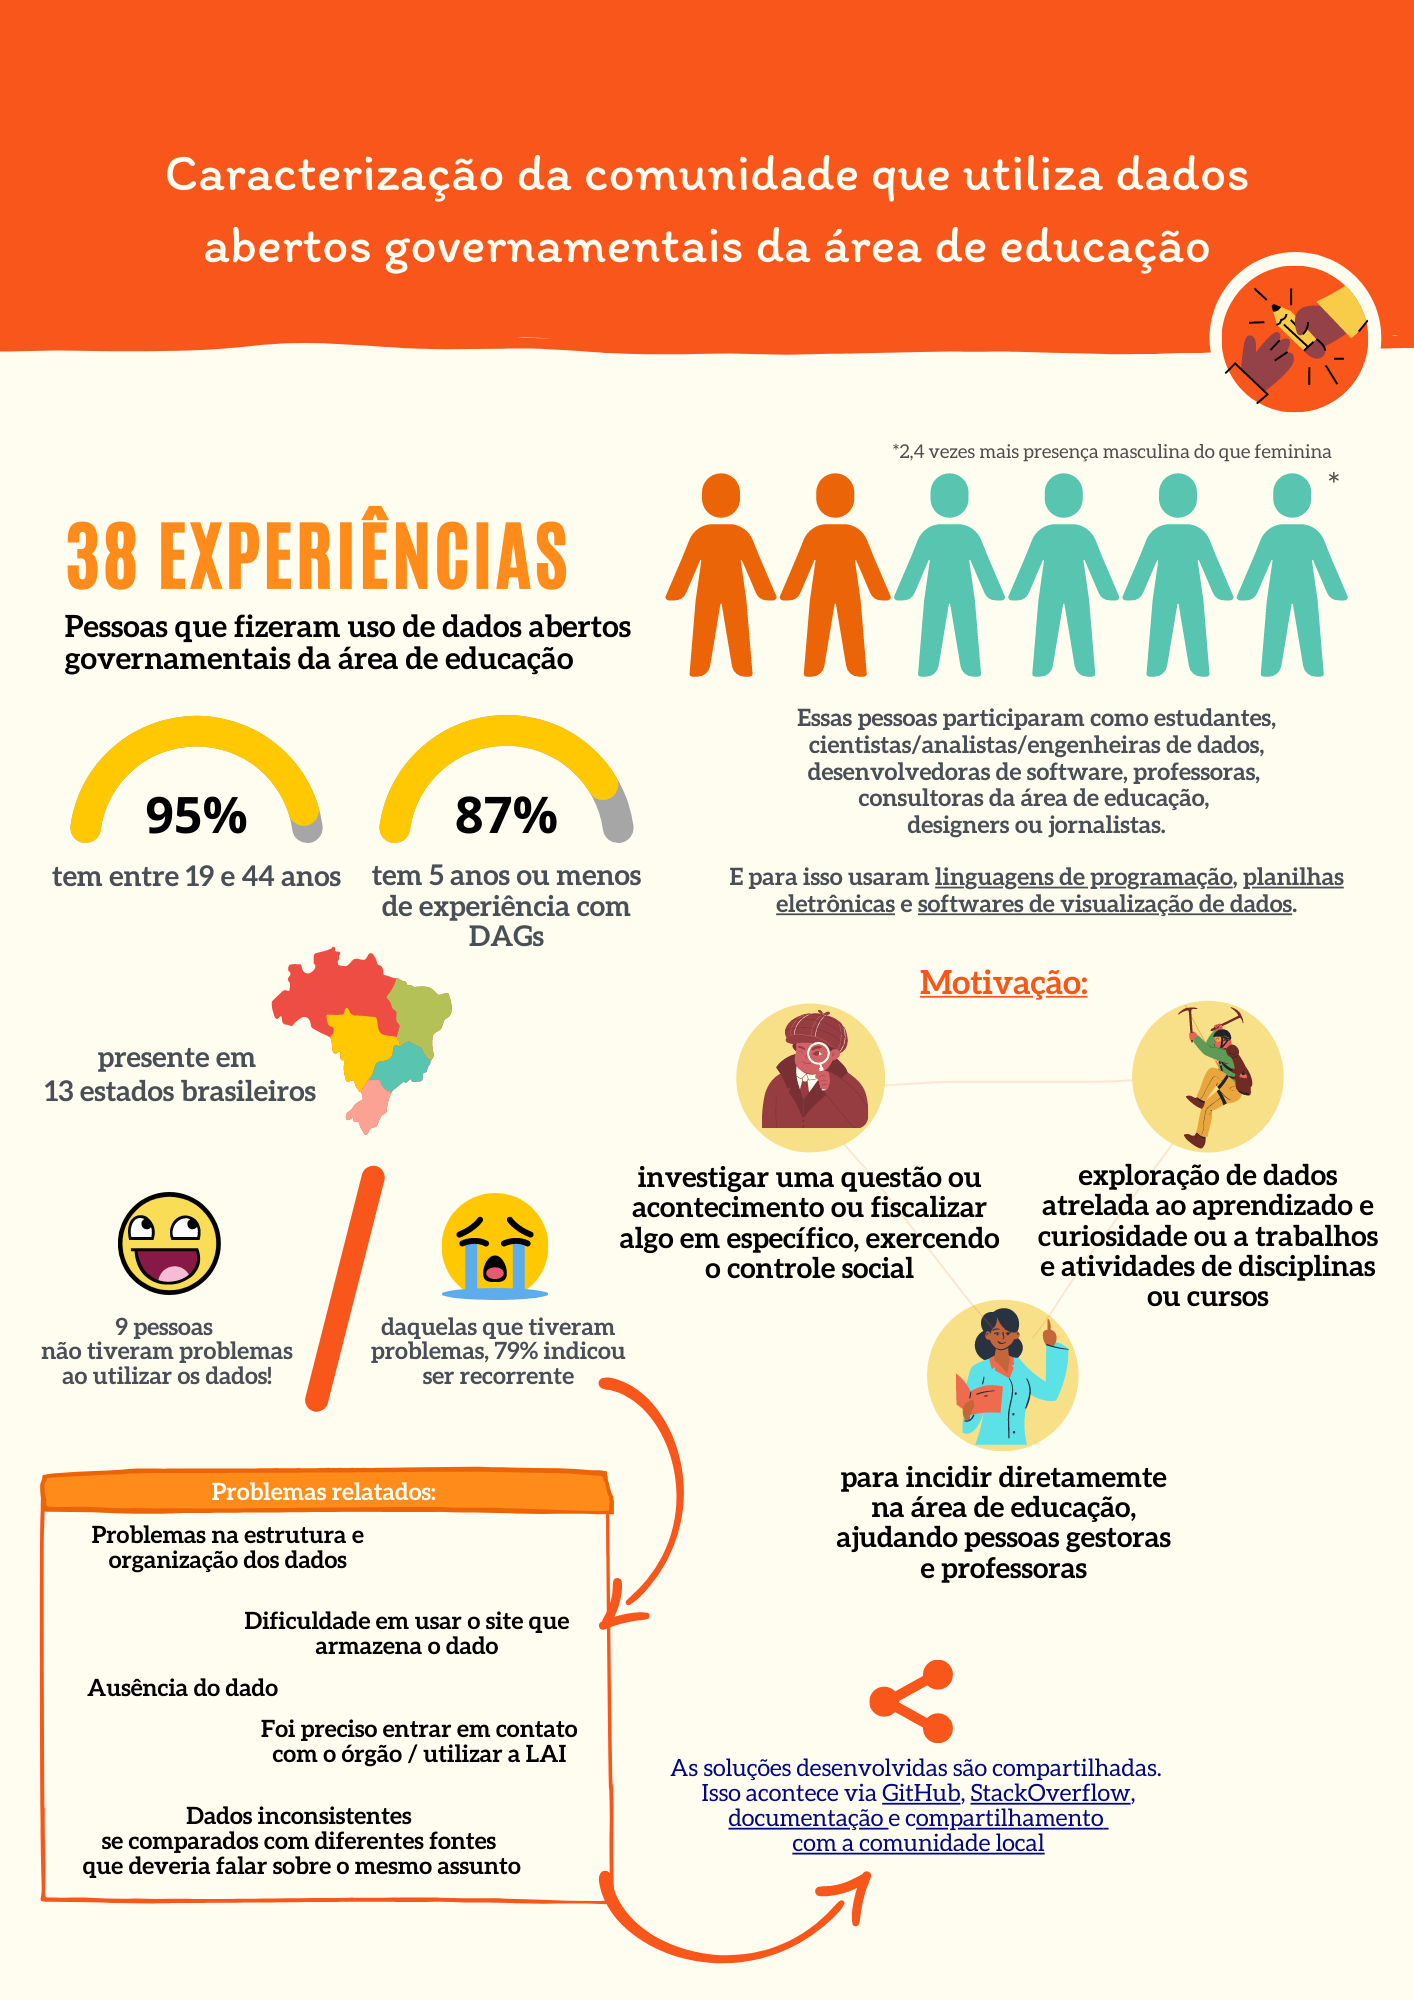 Caracterização da comunidade que utiliza dados
abertos governamentais da área de educação
*2,4 vezes mais presença masculina do que feminina
*
38 EXPERIÊNCIAS
Pessoas que fizeram uso de dados abertos
governamentais da área de educação
95%
tem entre 19 e 44 anos
87%
tem 5 anos ou menos
de experiência com
DAGs
Essas pessoas participaram como estudantes,
cientistas/analistas/engenheiras de dados,
desenvolvedoras de software, professoras,
consultoras da área de educação,
designers ou jornalistas.
E para isso usaram linguagens de programação, planilhas
eletrônicas e softwares de visualização de dados.
presente em
13 estados brasileiros
Motivação:
investigar uma questão ou
acontecimento ou fiscalizar
algo em específico, exercendo
o controle social
exploração de dados
atrelada ao aprendizado e
curiosidade ou a trabalhos
e atividades de disciplinas
ou cursos
para incidir diretamemte
na área de educação,
ajudando pessoas gestoras
e professoras
9 pessoas
não tiveram problemas
ao utilizar os dados!
daquelas que tiveram
problemas, 79% indicou
ser recorrente
Problemas relatados:
Problemas na estrutura e
organização dos dados
Dificuldade em usar o site que
armazena o dado
Ausência do dado
Foi preciso entrar em contato
com o órgão / utilizar a LAI
Dados inconsistentes
se comparados com diferentes fontes
que deveria falar sobre o mesmo assunto
As soluções desenvolvidas são compartilhadas.
Isso acontece via GitHub, StackOverflow,
documentação e compartilhamento
com a comunidade local